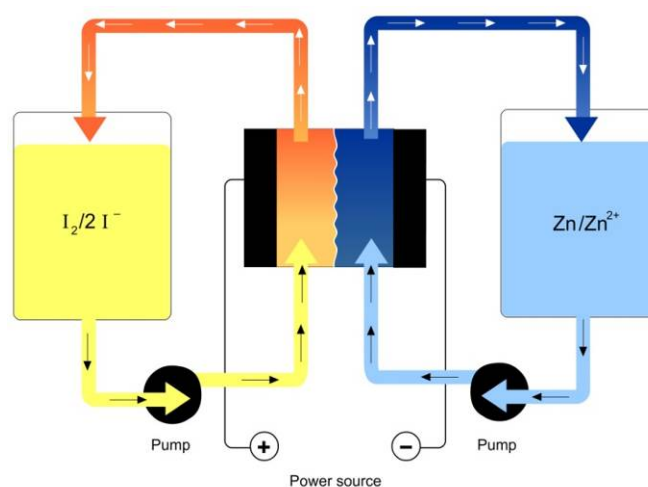 I₂/2 I⁻
Zn/Zn²⁺
Pump
+
−
Pump
Power source